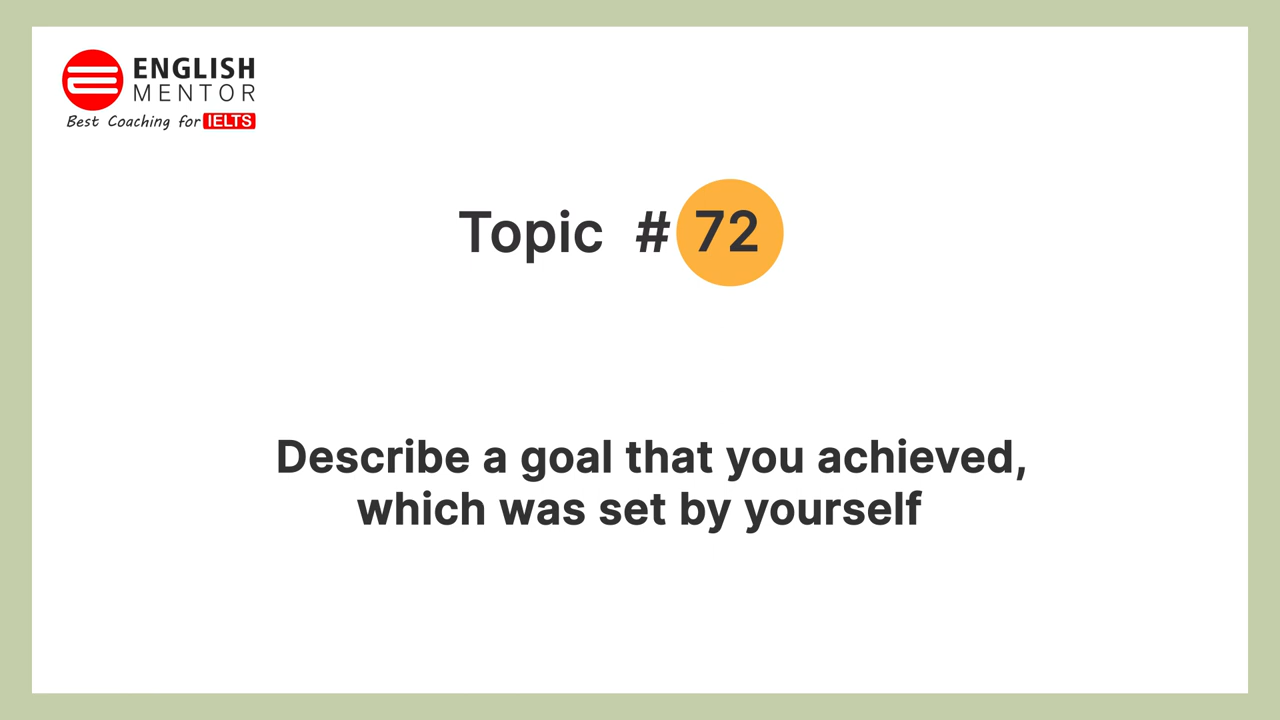 ENGLISH
MENTOR
Best Coaching for IELTS
Topic # 72
Describe a goal that you achieved,
which was set by yourself